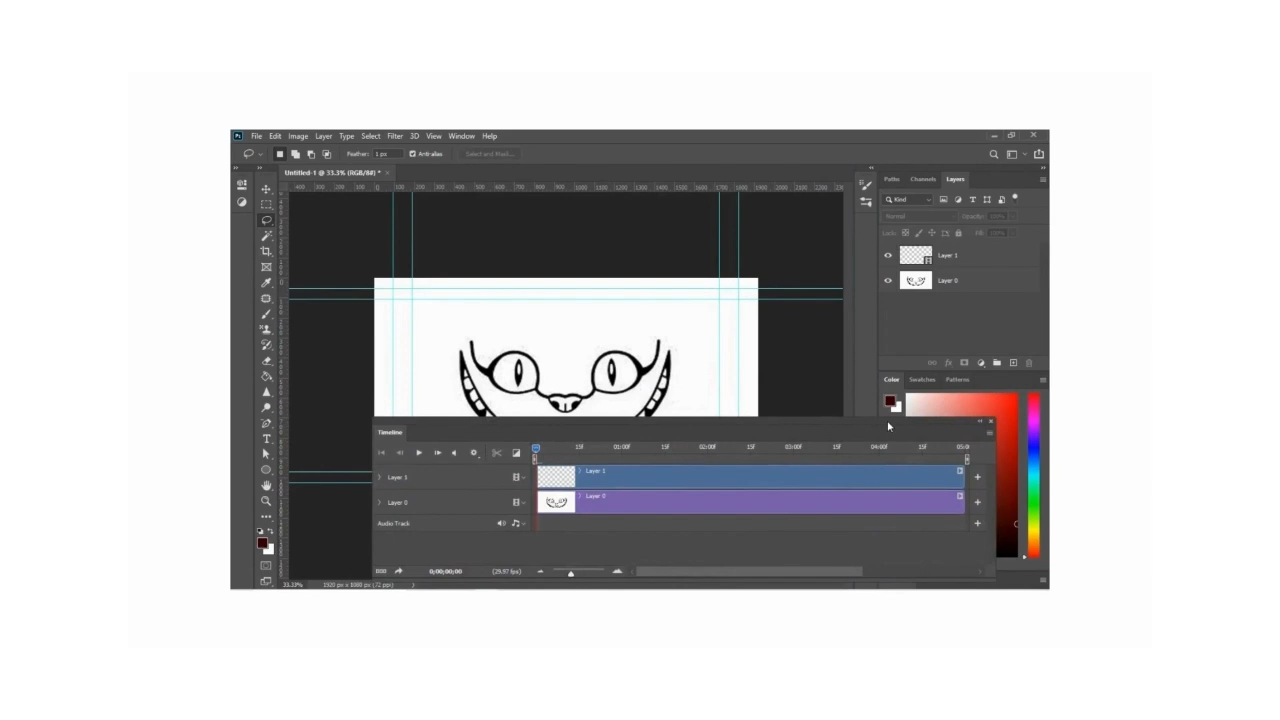 Ps File Edit Image Layer Type Select Filter 3D View Window Help
Feather: 1 px Anti-alias Select and Mask...
Untitled-1 @ 33.3% (RGB/8#) * ×
Paths Channels Layers
Kind
Normal Opacity: 100%
Lock: Fill: 100%
Layer 1
Layer 0
Color Swatches Patterns
Timeline
15f 01:00f 15f 02:00f 15f 03:00f 15f 04:00f 15f 05:0
Layer 1 Layer 1
Layer 0 Layer 0
Audio Track
0;00;00;00 (29.97 fps)
33.33% 1920 px x 1080 px (72 ppi)